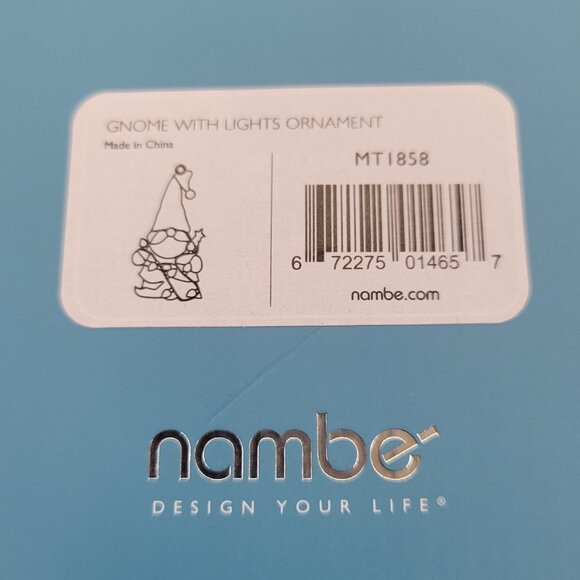 GNOME WITH LIGHTS ORNAMENT
Made in China
MT1858
6 72275 01465 7
nambe.com
nambe
DESIGN YOUR LIFE®